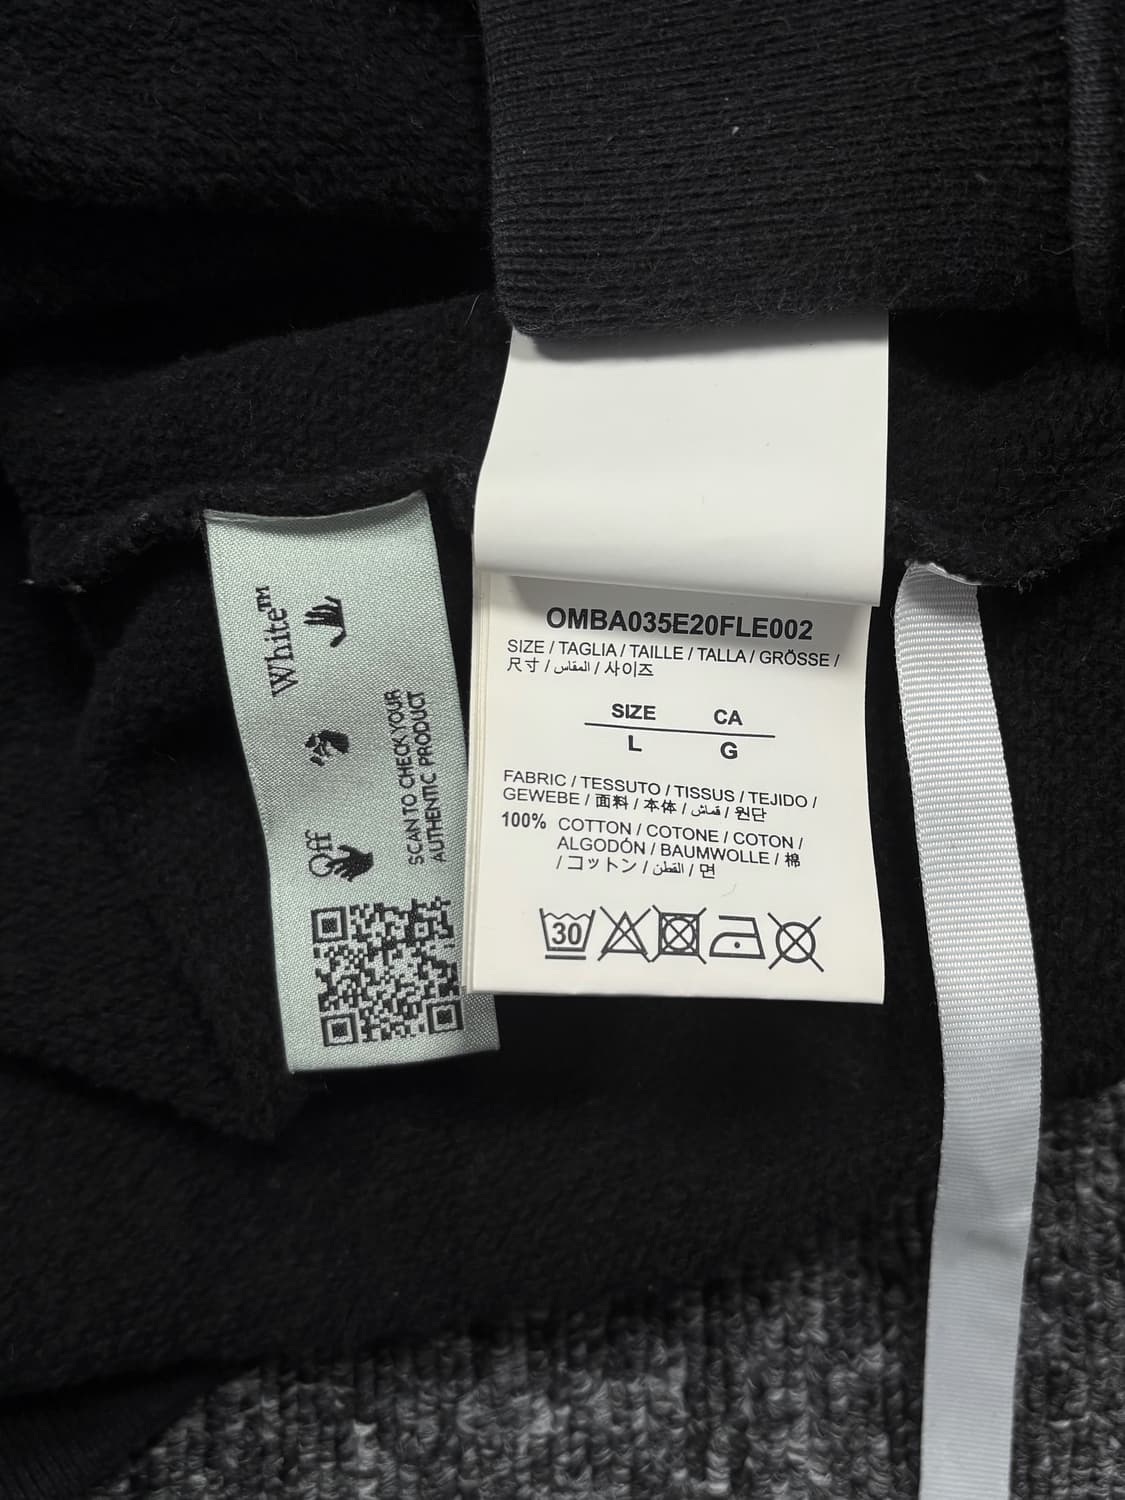 Off White™
SCAN TO CHECK YOUR
AUTHENTIC PRODUCT
OMBA035E20FLE002
SIZE / TAGLIA / TAILLE / TALLA / GRÖSSE /
尺寸 / المقاس / 사이즈
SIZE CA
L G
FABRIC / TESSUTO / TISSUS / TEJIDO /
GEWEBE / 面料 / 本体 / قماش / 원단
100% COTTON / COTONE / COTON /
ALGODÓN / BAUMWOLLE / 棉
/ コットン / القطن / 면
30